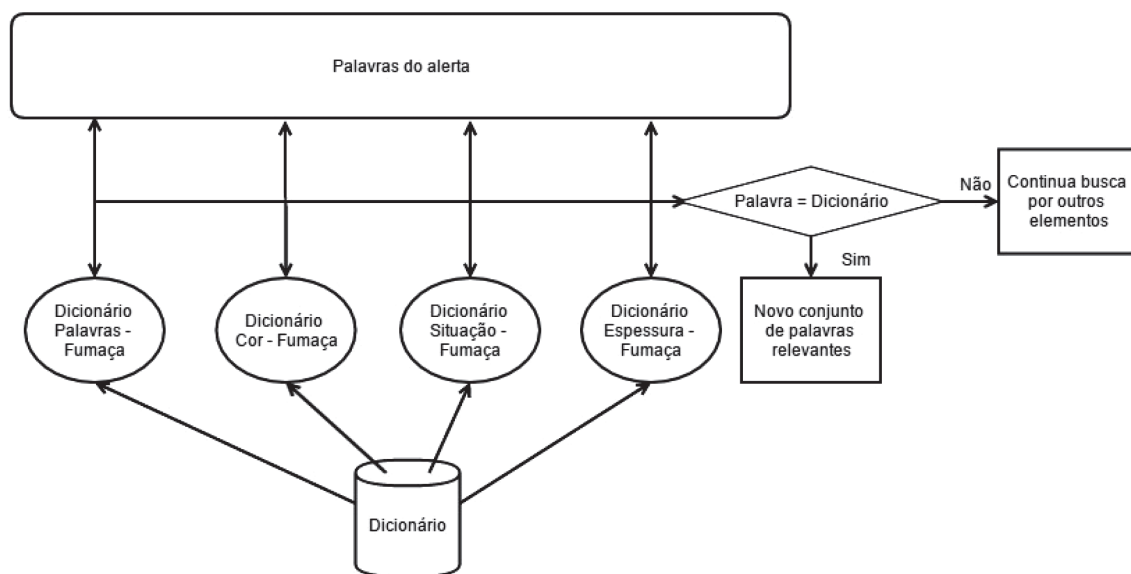 Palavras do alerta
Palavra = Dicionário
Não
Continua busca
por outros
elementos
Sim
Dicionário
Palavras -
Fumaça
Dicionário
Cor - Fumaça
Dicionário
Situação -
Fumaça
Dicionário
Espessura -
Fumaça
Novo conjunto
de palavras
relevantes
Dicionário